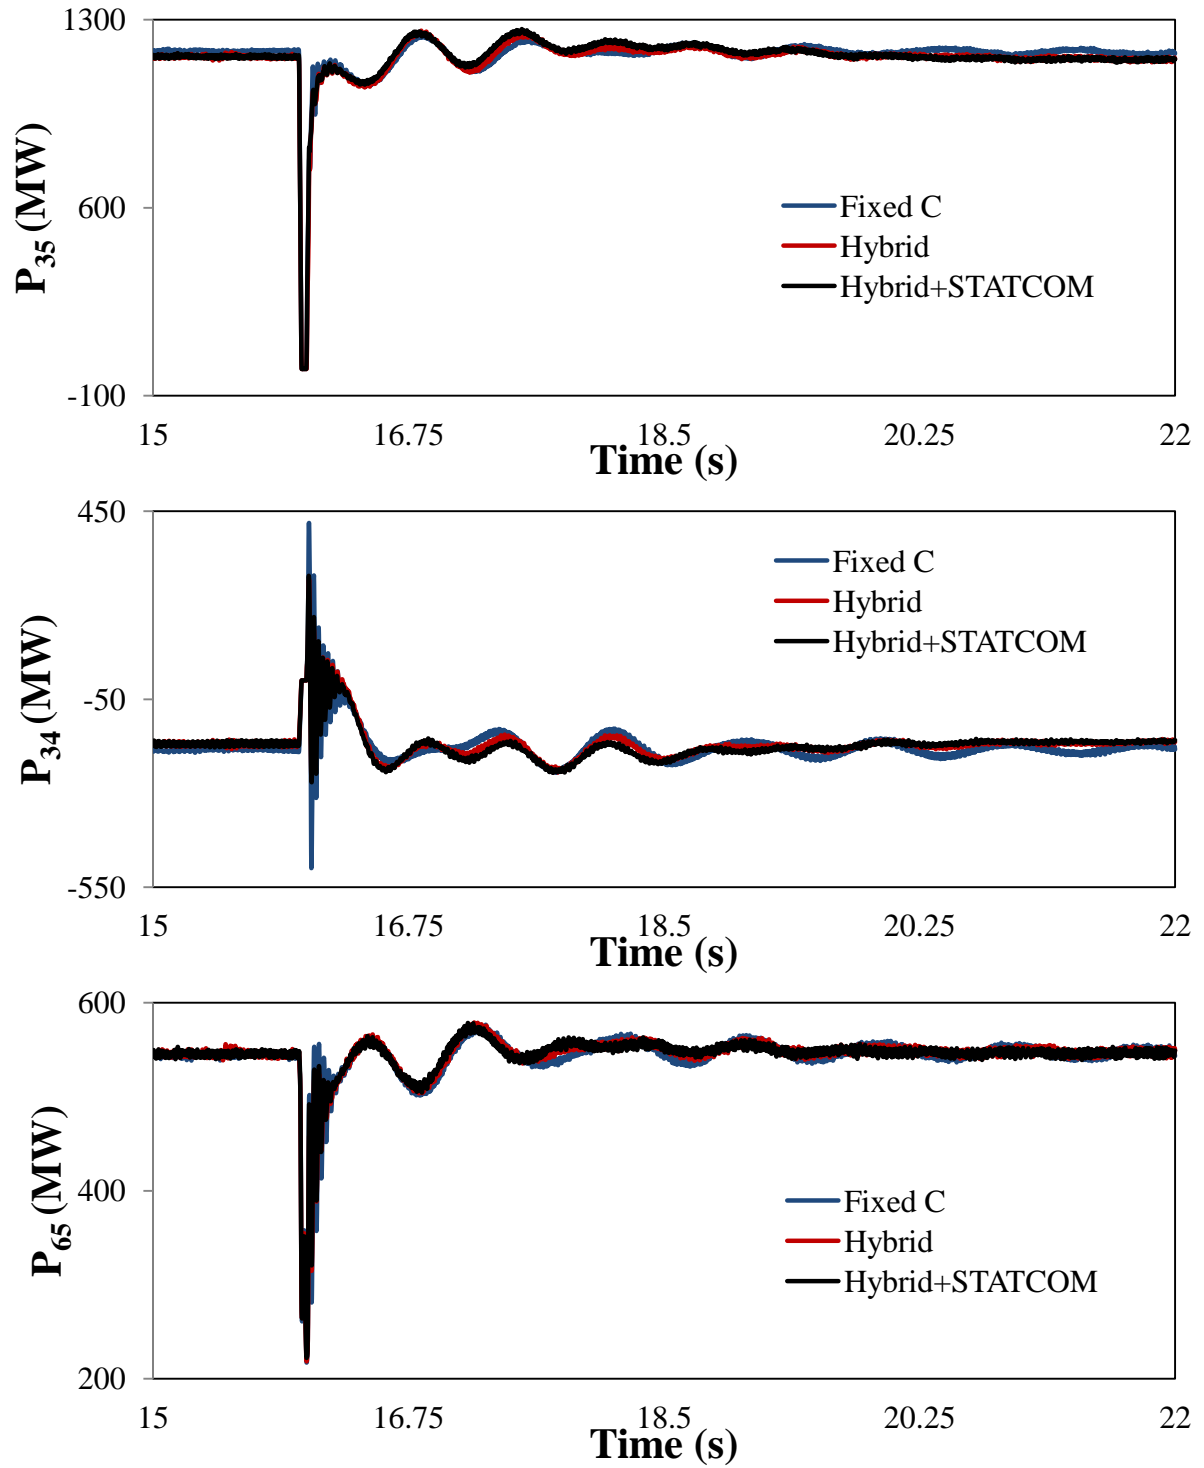 1300
600
-100
P35 (MW)
Fixed C
Hybrid
Hybrid+STATCOM
15 16.75 18.5 20.25 22
Time (s)
450
-50
-550
P34 (MW)
Fixed C
Hybrid
Hybrid+STATCOM
15 16.75 18.5 20.25 22
Time (s)
600
400
200
P65 (MW)
Fixed C
Hybrid
Hybrid+STATCOM
15 16.75 18.5 20.25 22
Time (s)